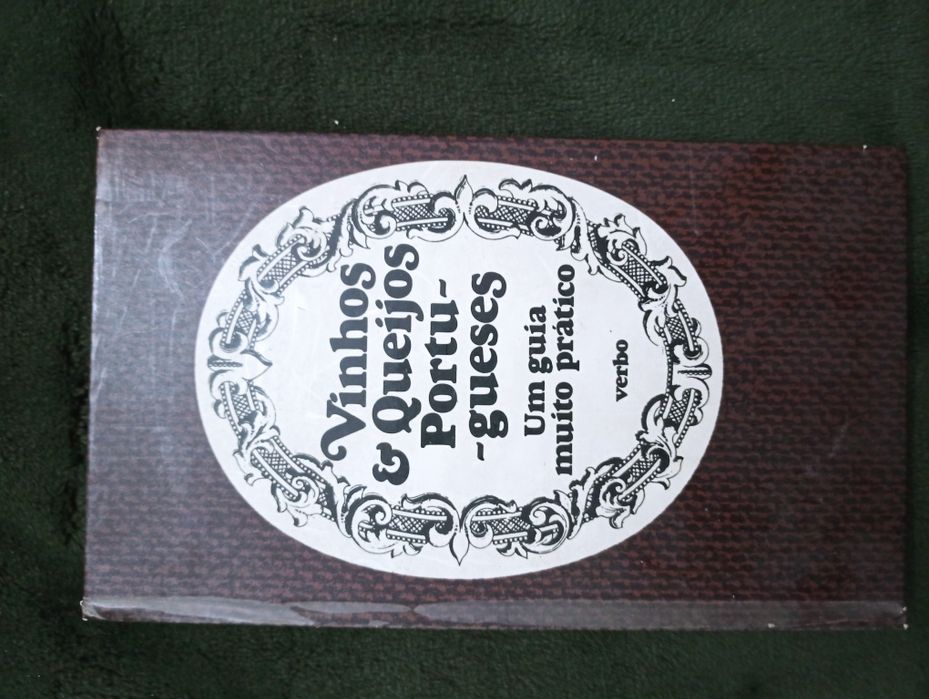 Vinhos
& Queijos
Portu-
-gueses
Um guia
muito prático
verbo